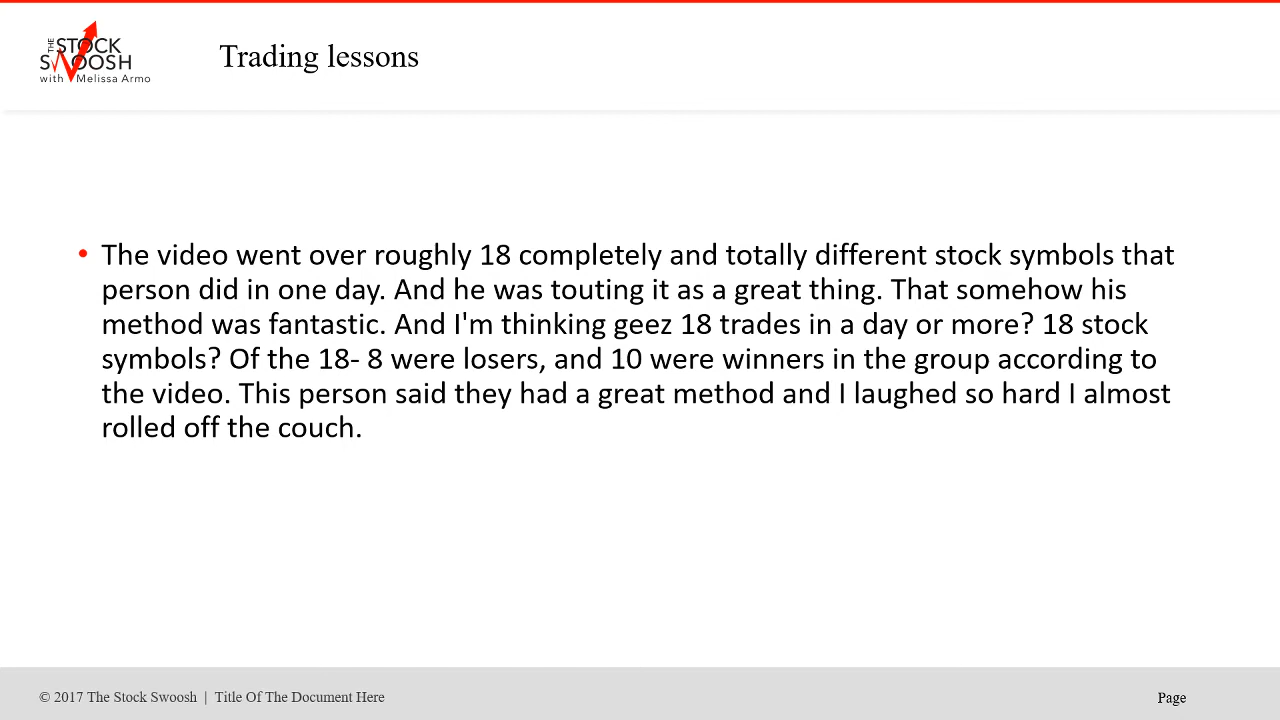 THE STOCK
SWOOSH
with Melissa Armo
Trading lessons
• The video went over roughly 18 completely and totally different stock symbols that
person did in one day. And he was touting it as a great thing. That somehow his
method was fantastic. And I'm thinking geez 18 trades in a day or more? 18 stock
symbols? Of the 18- 8 were losers, and 10 were winners in the group according to
the video. This person said they had a great method and I laughed so hard I almost
rolled off the couch.
© 2017 The Stock Swoosh | Title Of The Document Here
Page